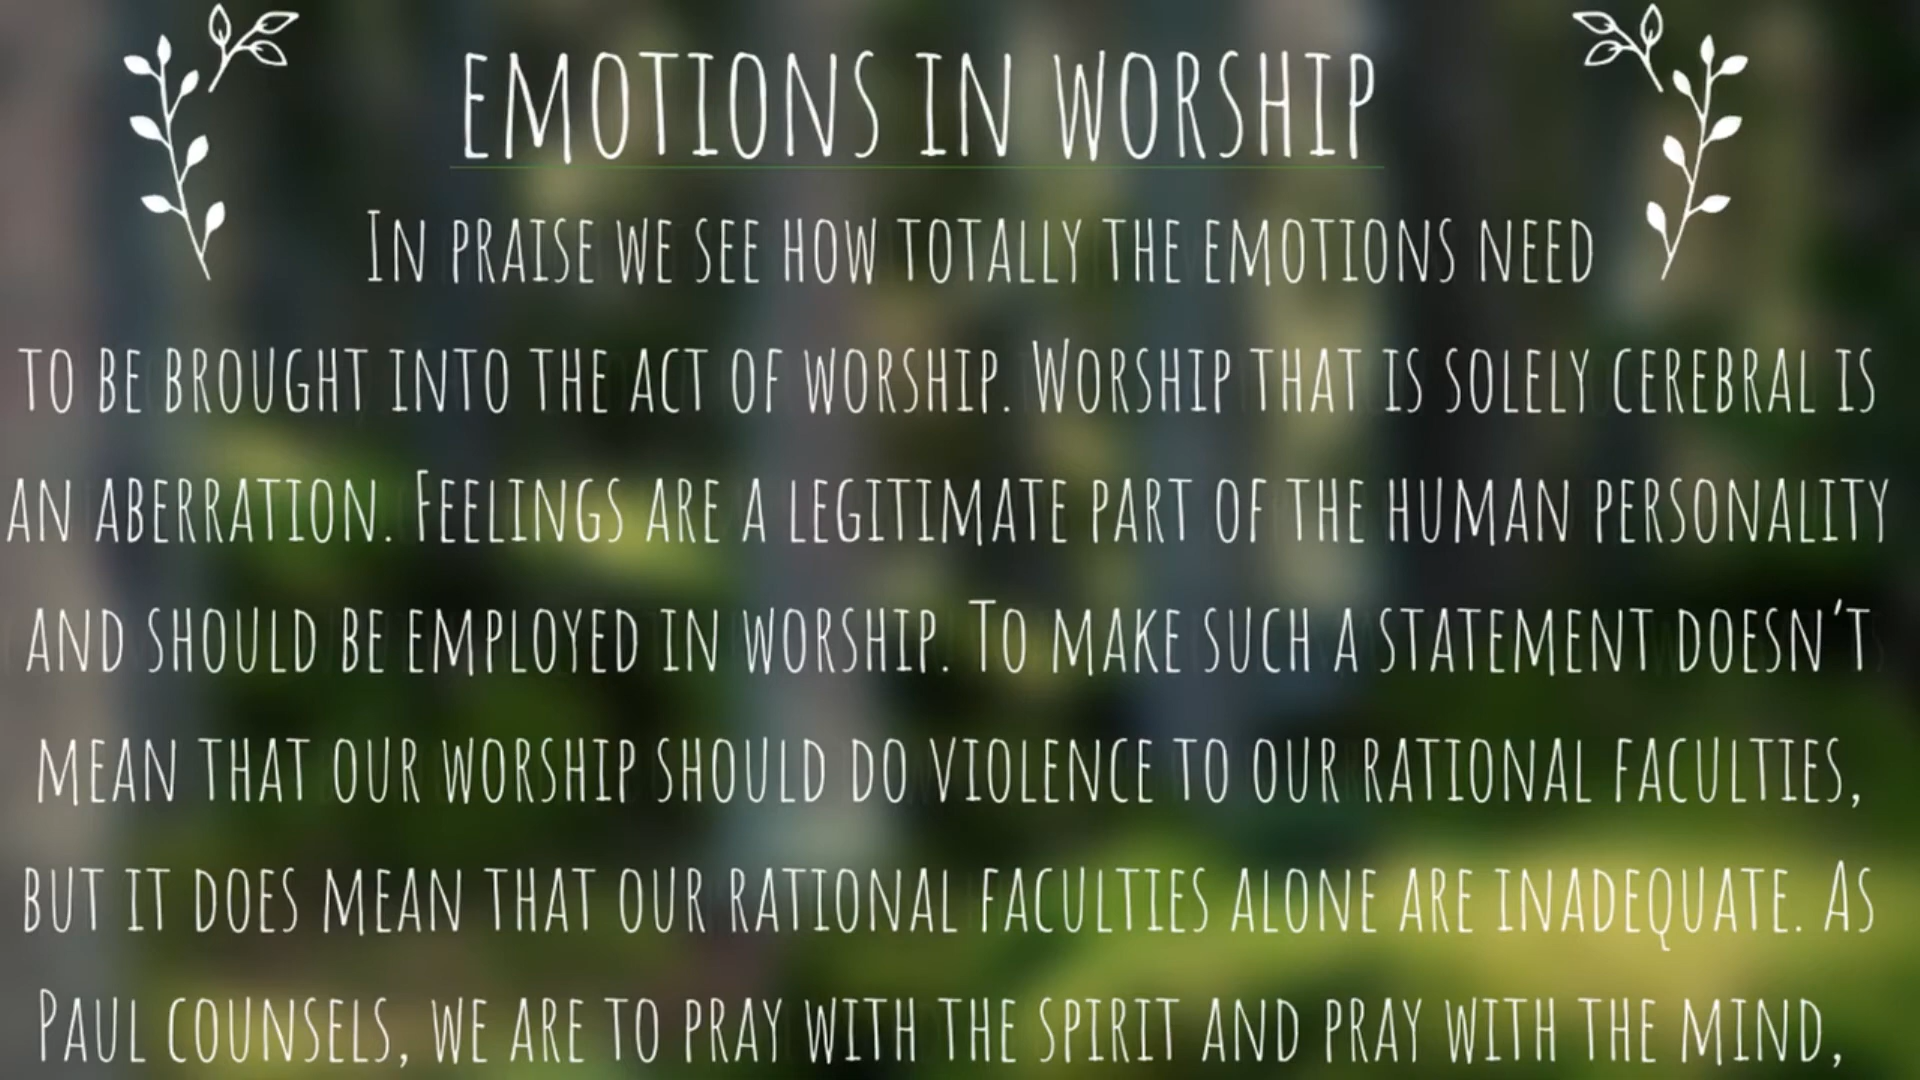 EMOTIONS IN WORSHIP
IN PRAISE WE SEE HOW TOTALLY THE EMOTIONS NEED
TO BE BROUGHT INTO THE ACT OF WORSHIP. WORSHIP THAT IS SOLELY CEREBRAL IS
AN ABERRATION. FEELINGS ARE A LEGITIMATE PART OF THE HUMAN PERSONALITY
AND SHOULD BE EMPLOYED IN WORSHIP. TO MAKE SUCH A STATEMENT DOESN'T
MEAN THAT OUR WORSHIP SHOULD DO VIOLENCE TO OUR RATIONAL FACULTIES,
BUT IT DOES MEAN THAT OUR RATIONAL FACULTIES ALONE ARE INADEQUATE. AS
PAUL COUNSELS, WE ARE TO PRAY WITH THE SPIRIT AND PRAY WITH THE MIND,